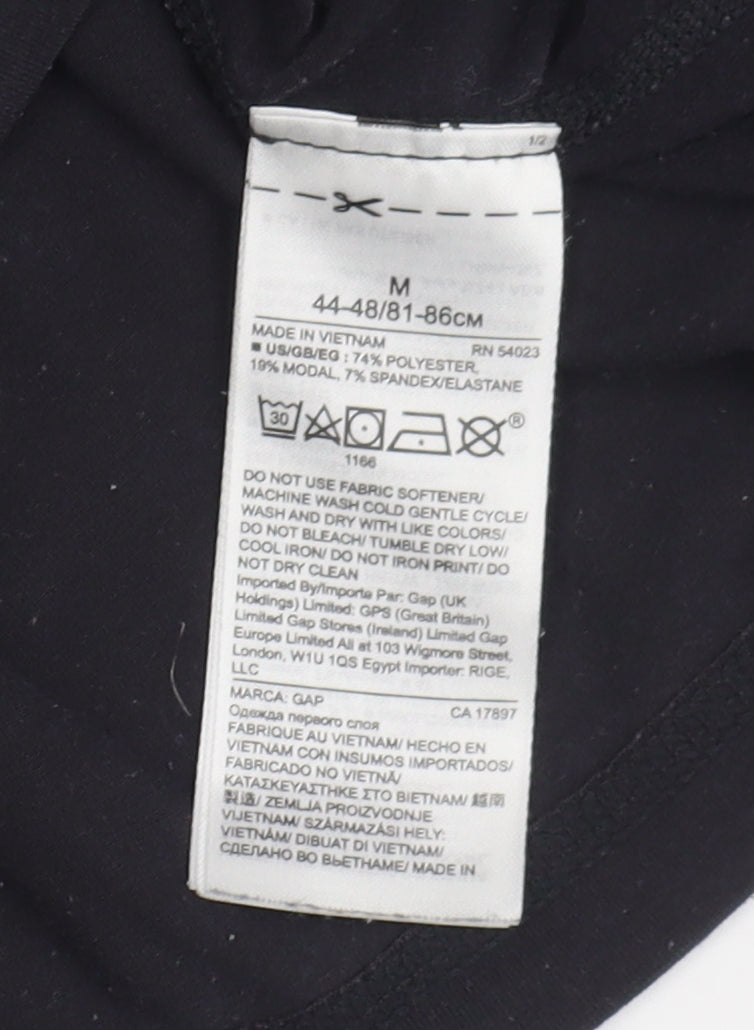 1/2
M
44-48/81-86см
MADE IN VIETNAM RN 54023
■ US/GB/EG : 74% POLYESTER,
19% MODAL, 7% SPANDEX/ELASTANE
30
®
1166
DO NOT USE FABRIC SOFTENER/
MACHINE WASH COLD GENTLE CYCLE/
WASH AND DRY WITH LIKE COLORS/
DO NOT BLEACH/ TUMBLE DRY LOW/
COOL IRON/ DO NOT IRON PRINT/ DO
NOT DRY CLEAN
Imported By/Importe Par: Gap (UK
Holdings) Limited: GPS (Great Britain)
Limited Gap Stores (Ireland) Limited Gap
Europe Limited All at 103 Wigmore Street,
London, W1U 1QS Egypt Importer: RIGE,
LLC
MARCA: GAP CA 17897
Одежда первого слоя
FABRIQUE AU VIETNAM/ HECHO EN
VIETNAM CON INSUMOS IMPORTADOS/
FABRICADO NO VIETNÃ/
ΚΑΤΑΣΚΕΥΑΣΤΗΚΕ ΣΤΟ ΒΙΕΤΝΑΜ/ 越南
製造/ ZEMLJA PROIZVODNJE
VIJETNAM/ SZÁRMAZÁSI HELY:
VIETNÁM/ DIBUAT DI VIETNAM/
СДЕЛАНО ВО ВЬЕТНАМЕ/ MADE IN